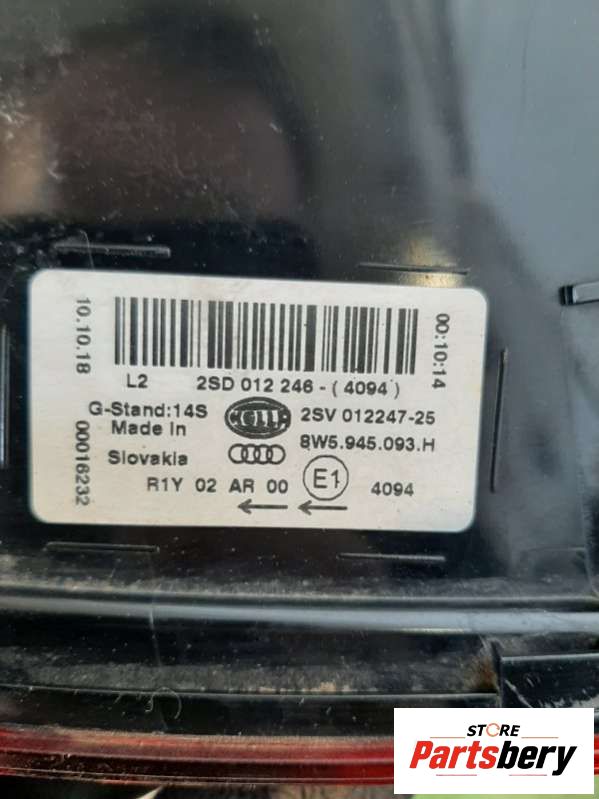 10.10.18
00016232
00:10:14
L2 2SD 012 246-(4094)
G-Stand:14S HELLA 2SV 012247-25
Made In 8W5.945.093.H
Slovakia
R1Y 02 AR 00 E1 4094
STORE
Partsbery